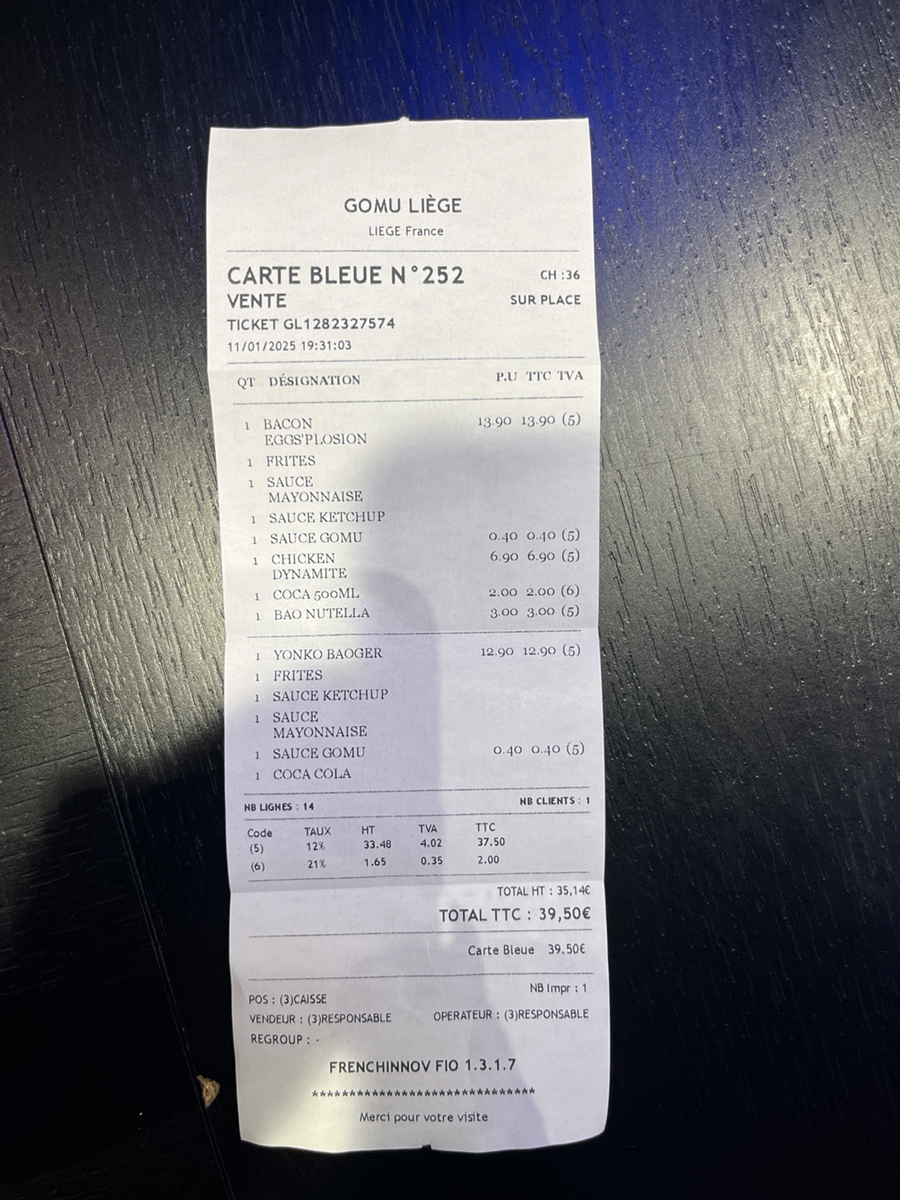 GOMU LIÈGE
LIEGE France
CARTE BLEUE N°252 CH :36
VENTE SUR PLACE
TICKET GL1282327574
11/01/2025 19:31:03
QT DÉSIGNATION P.U TTC TVA
1 BACON 13.90 13.90 (5)
EGGS'PLOSION
1 FRITES
1 SAUCE
MAYONNAISE
1 SAUCE KETCHUP
1 SAUCE GOMU 0.40 0.40 (5)
1 CHICKEN 6.90 6.90 (5)
DYNAMITE
1 COCA 500ML 2.00 2.00 (6)
1 BAO NUTELLA 3.00 3.00 (5)
1 YONKO BAOGER 12.90 12.90 (5)
1 FRITES
1 SAUCE KETCHUP
1 SAUCE
MAYONNAISE
1 SAUCE GOMU 0.40 0.40 (5)
1 COCA COLA
NB LIGNES : 14 NB CLIENTS : 1
Code TAUX HT TVA TTC
(5) 12% 33.48 4.02 37.50
(6) 21% 1.65 0.35 2.00
TOTAL HT : 35,14€
TOTAL TTC : 39,50€
Carte Bleue 39,50€
NB Impr : 1
POS : (3)CAISSE
VENDEUR : (3)RESPONSABLE OPERATEUR : (3)RESPONSABLE
REGROUP : -
FRENCHINNOV FIO 1.3.1.7
******************************
Merci pour votre visite